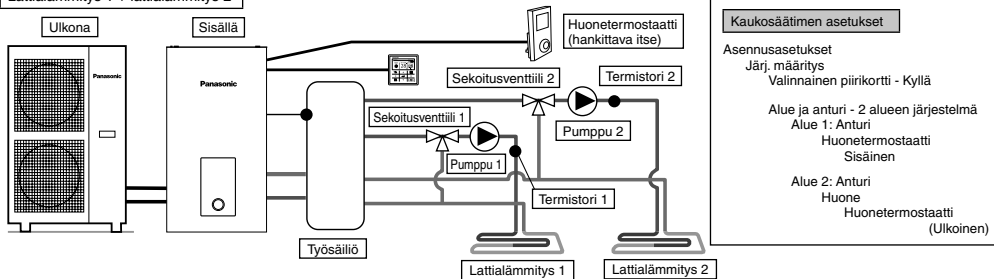 Lattialämmitys 1 + lattialämmitys 2
Ulkona
Sisällä
Panasonic
Panasonic
Huonetermostaatti
(hankittava itse)
Sekoitusventtiili 2
Termistori 2
Sekoitusventtiili 1
Pumppu 2
Pumppu 1
Termistori 1
Työsäiliö
Lattialämmitys 1
Lattialämmitys 2
Kaukosäätimen asetukset
Asennusasetukset
Järj. määritys
Valinnainen piirikortti - Kyllä
Alue ja anturi - 2 alueen järjestelmä
Alue 1: Anturi
Huonetermostaatti
Sisäinen
Alue 2: Anturi
Huone
Huonetermostaatti
(Ulkoinen)